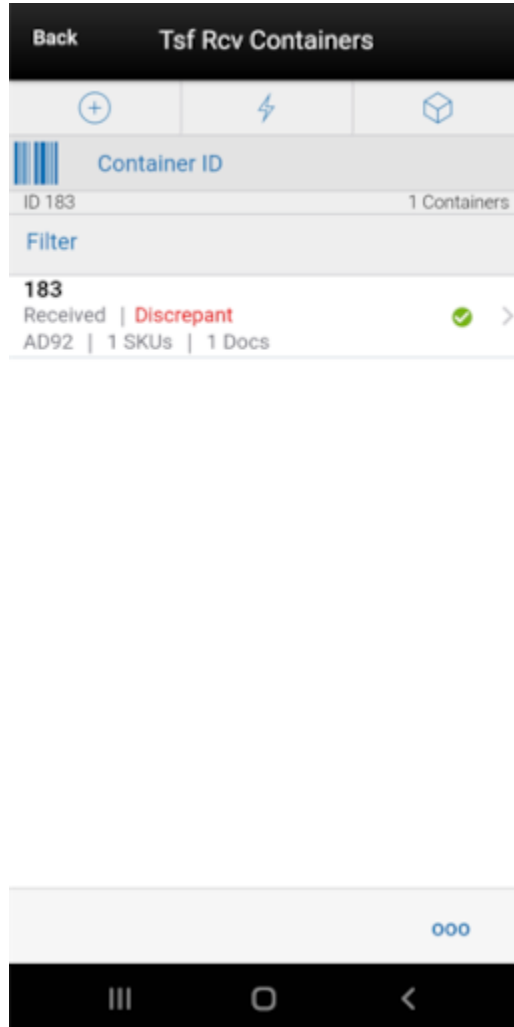 Back Tsf Rcv Containers
Container ID
ID 183 1 Containers
Filter
183
Received | Discrepant
AD92 | 1 SKUs | 1 Docs